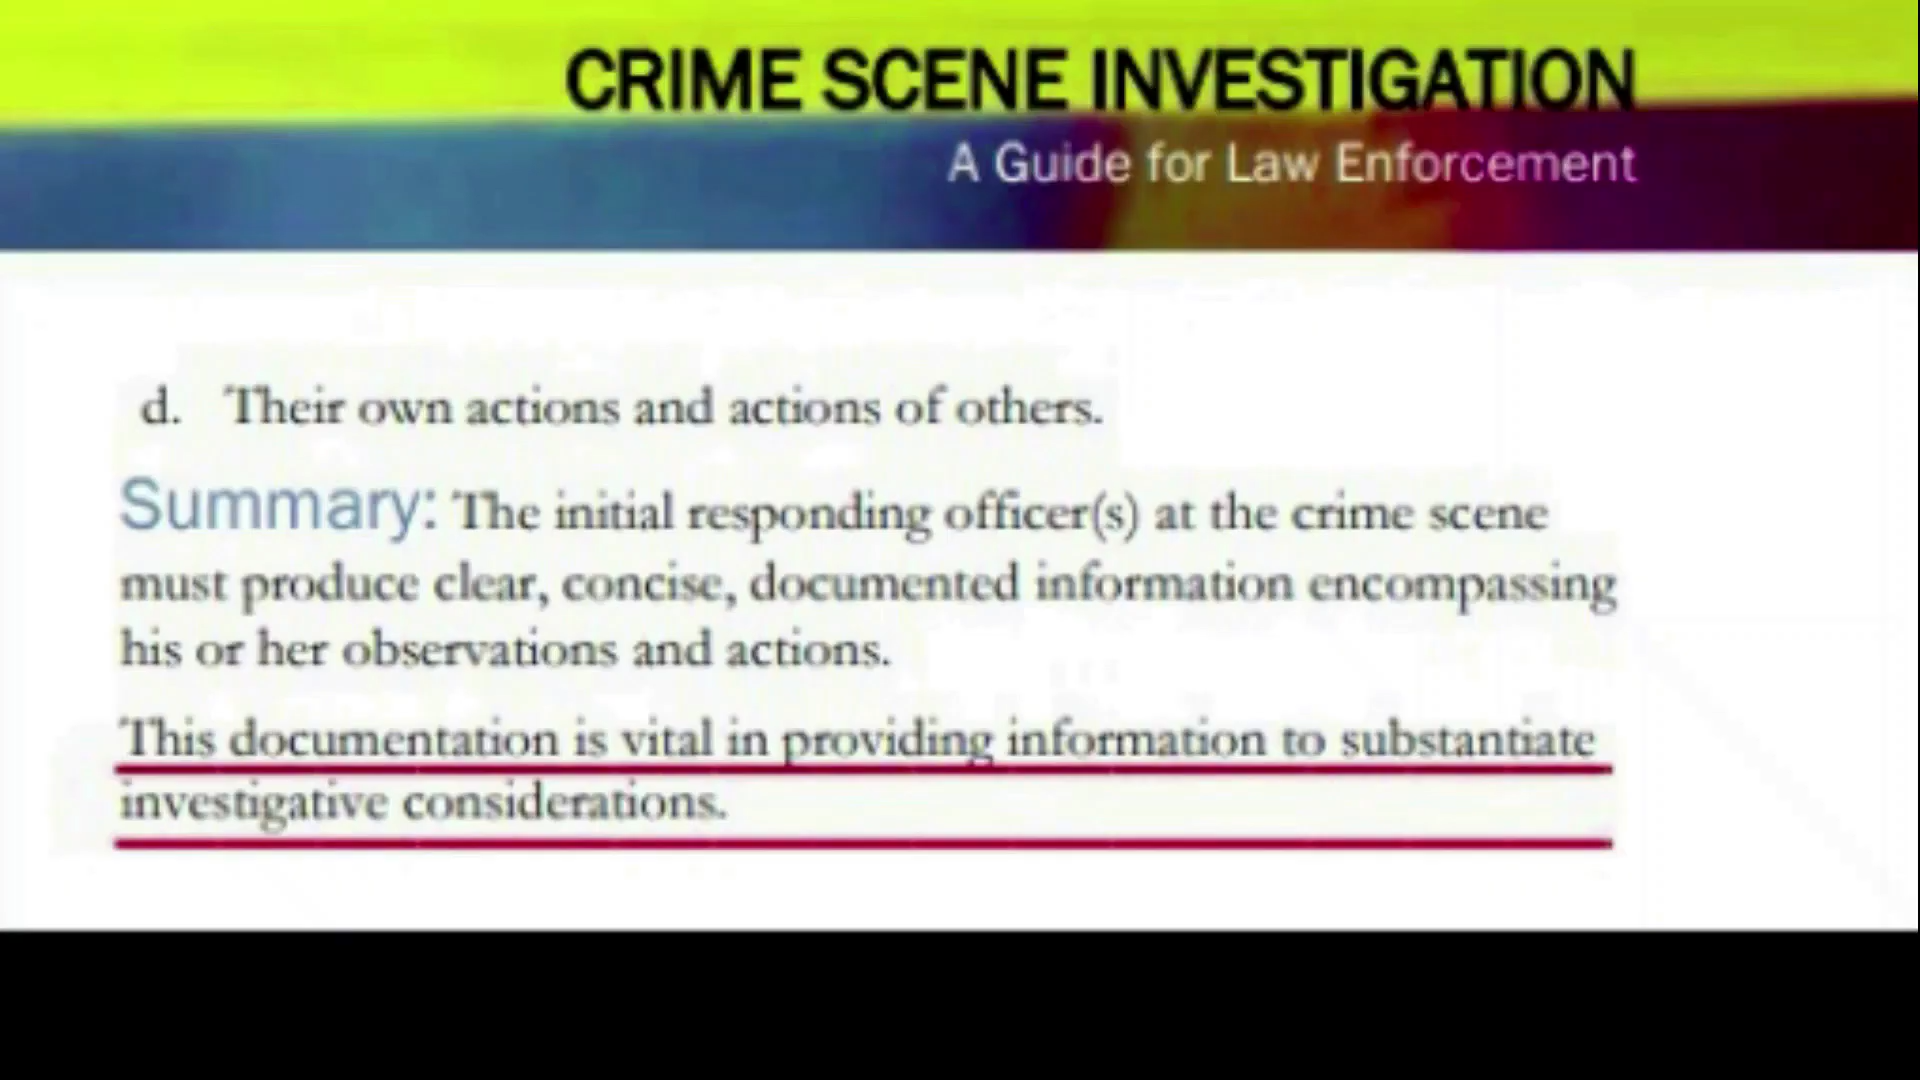 CRIME SCENE INVESTIGATION
A Guide for Law Enforcement
d. Their own actions and actions of others.
Summary: The initial responding officer(s) at the crime scene
must produce clear, concise, documented information encompassing
his or her observations and actions.
This documentation is vital in providing information to substantiate
investigative considerations.